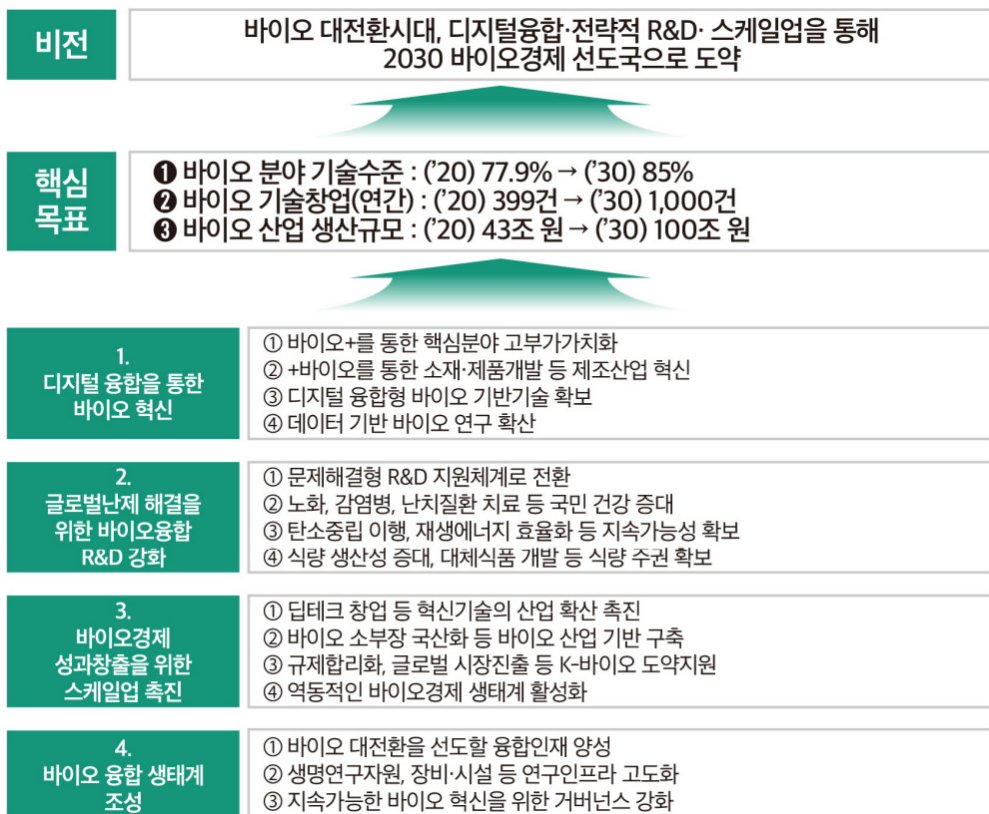 비전
바이오 대전환시대, 디지털융합·전략적 R&D· 스케일업을 통해
2030 바이오경제 선도국으로 도약
핵심
목표
❶ 바이오 분야 기술수준 : (’20) 77.9% → (’30) 85%
❷ 바이오 기술창업(연간) : (’20) 399건 → (’30) 1,000건
❸ 바이오 산업 생산규모 : (’20) 43조 원 → (’30) 100조 원
1.
디지털 융합을 통한
바이오 혁신
① 바이오+를 통한 핵심분야 고부가가치화
② +바이오를 통한 소재·제품개발 등 제조산업 혁신
③ 디지털 융합형 바이오 기반기술 확보
④ 데이터 기반 바이오 연구 확산
2.
글로벌난제 해결을
위한 바이오융합
R&D 강화
① 문제해결형 R&D 지원체계로 전환
② 노화, 감염병, 난치질환 치료 등 국민 건강 증대
③ 탄소중립 이행, 재생에너지 효율화 등 지속가능성 확보
④ 식량 생산성 증대, 대체식품 개발 등 식량 주권 확보
3.
바이오경제
성과창출을 위한
스케일업 촉진
① 딥테크 창업 등 혁신기술의 산업 확산 촉진
② 바이오 소부장 국산화 등 바이오 산업 기반 구축
③ 규제합리화, 글로벌 시장진출 등 K-바이오 도약지원
④ 역동적인 바이오경제 생태계 활성화
4.
바이오 융합 생태계
조성
① 바이오 대전환을 선도할 융합인재 양성
② 생명연구자원, 장비·시설 등 연구인프라 고도화
③ 지속가능한 바이오 혁신을 위한 거버넌스 강화